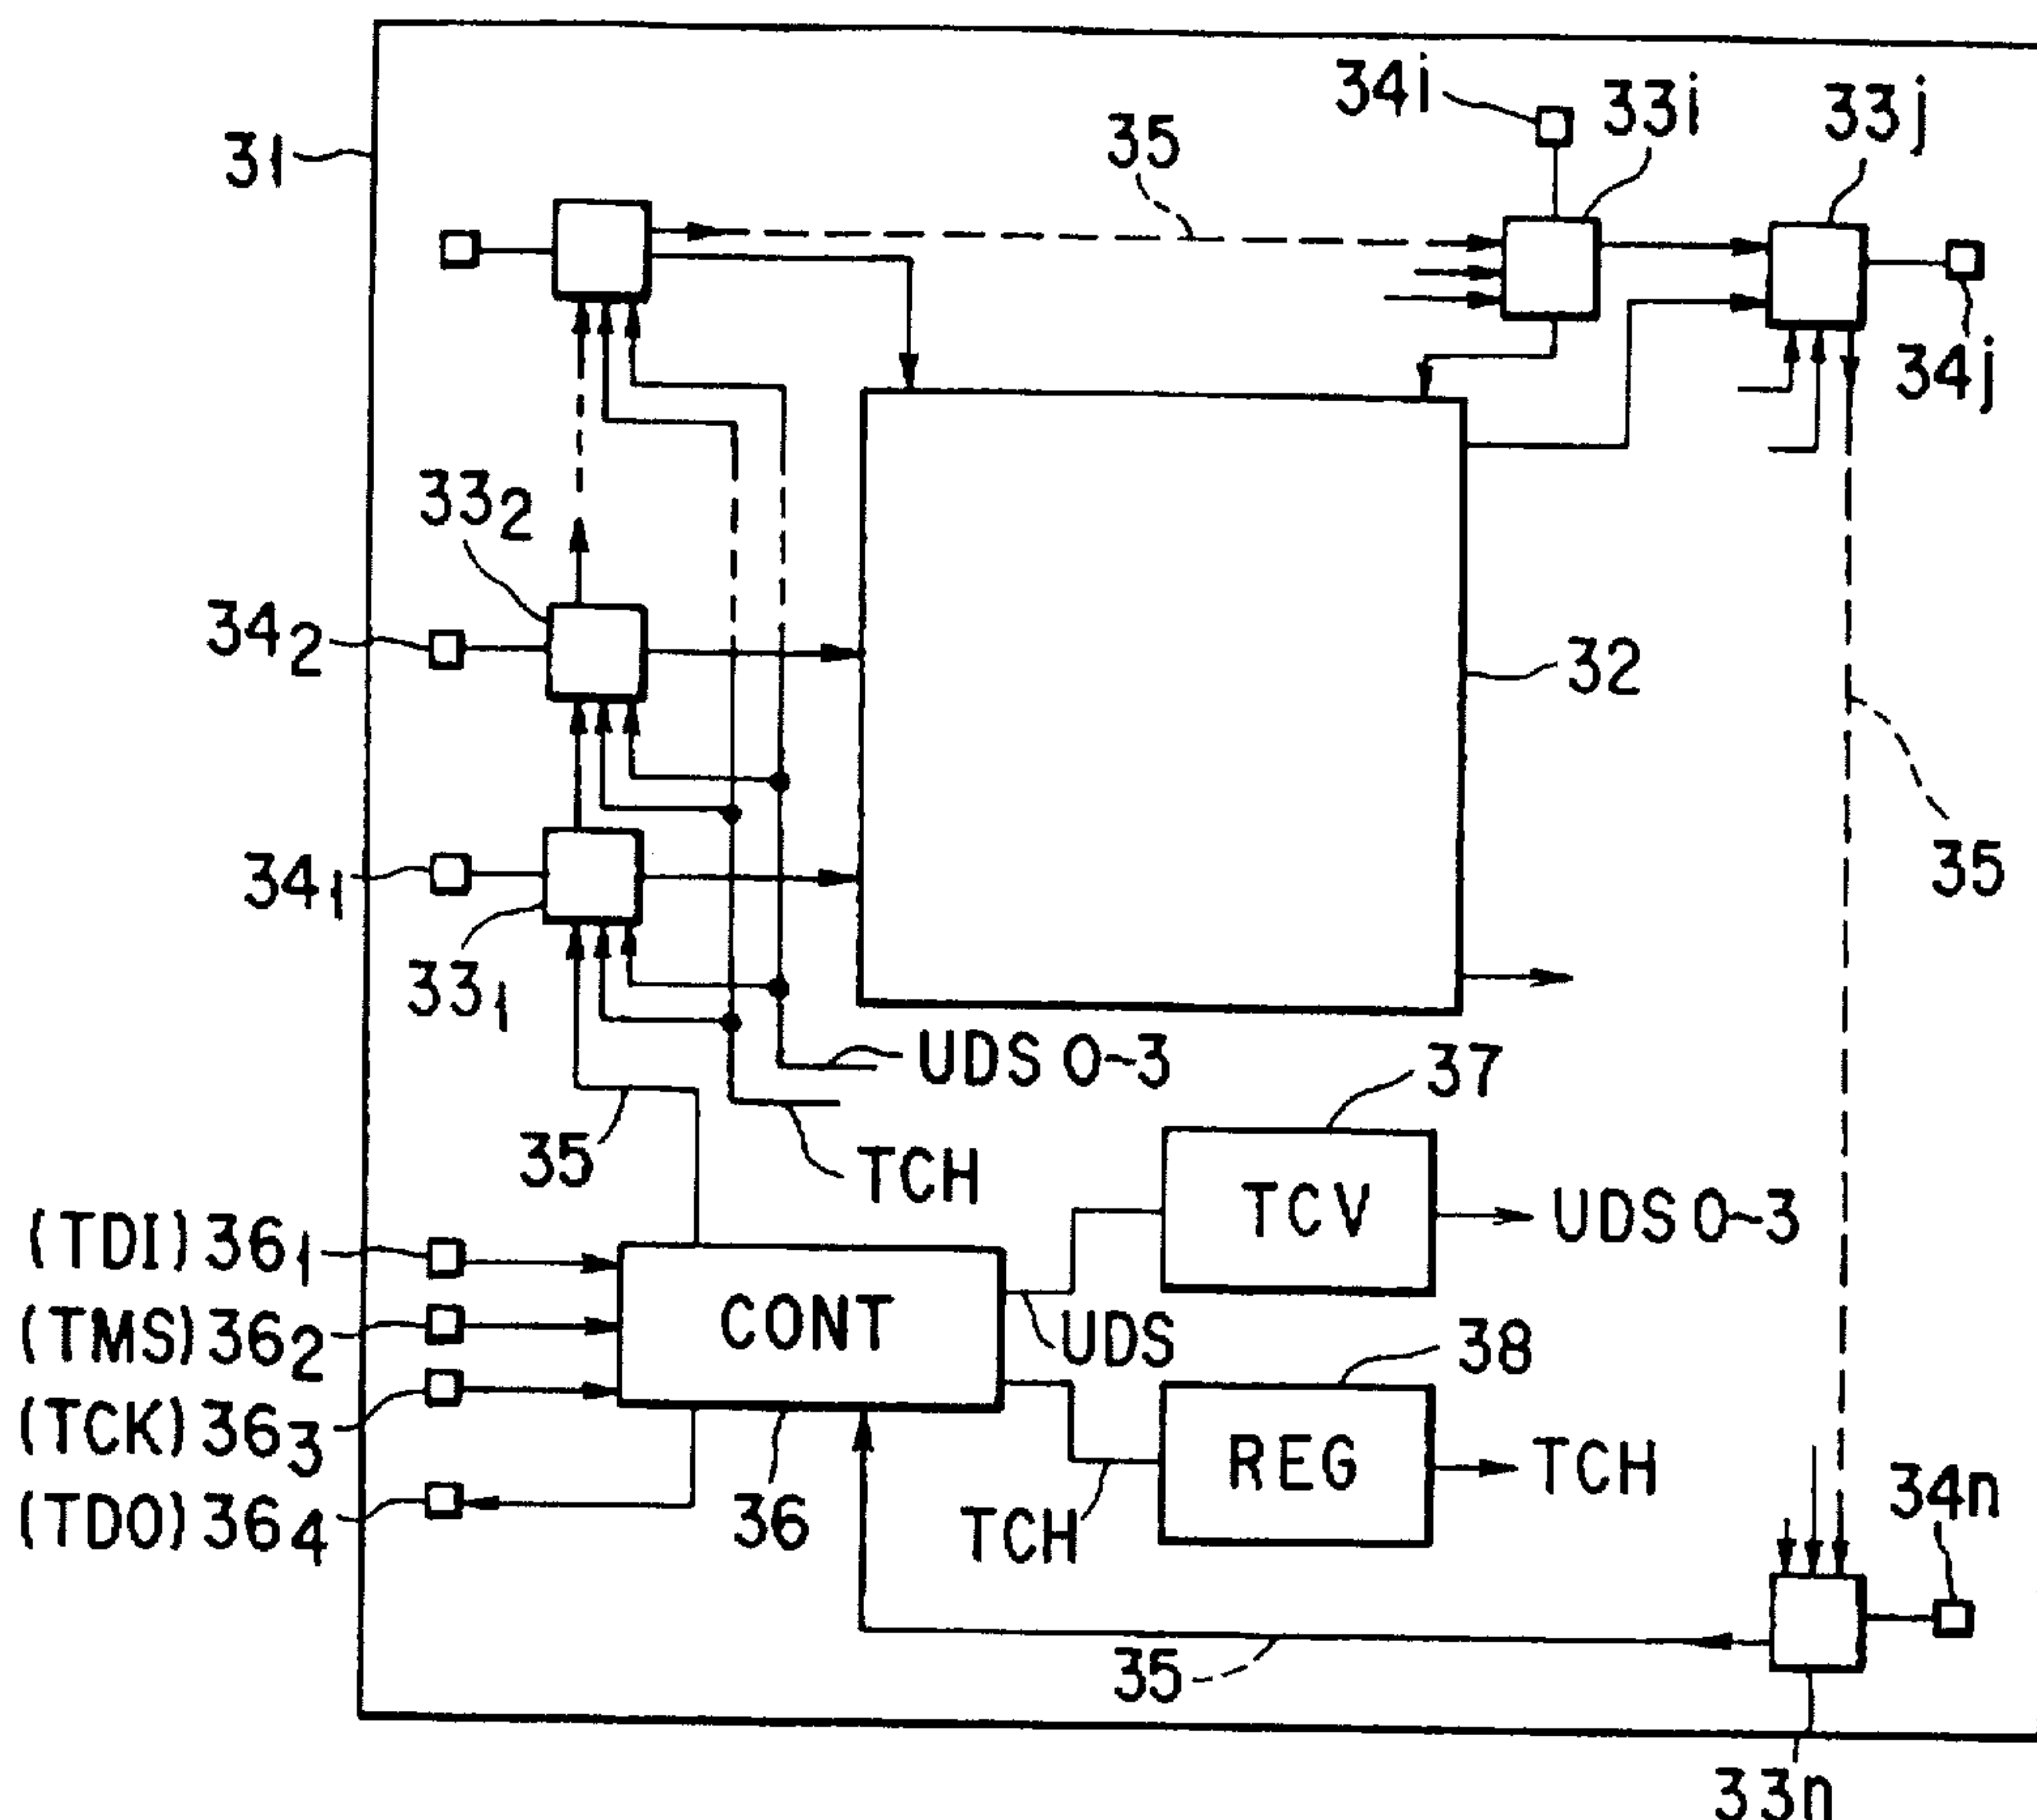 34i
33i
33j
35
31
34j
33₂
34₂
32
34₁
35
33₁
UDS 0~3
37
35
TCH
TCV
UDS 0~3
(TDI)36₁
(TMS)36₂
CONT
UDS
38
(TCK)36₃
REG
TCH
34n
(TDO)36₄
36
TCH
35
33n